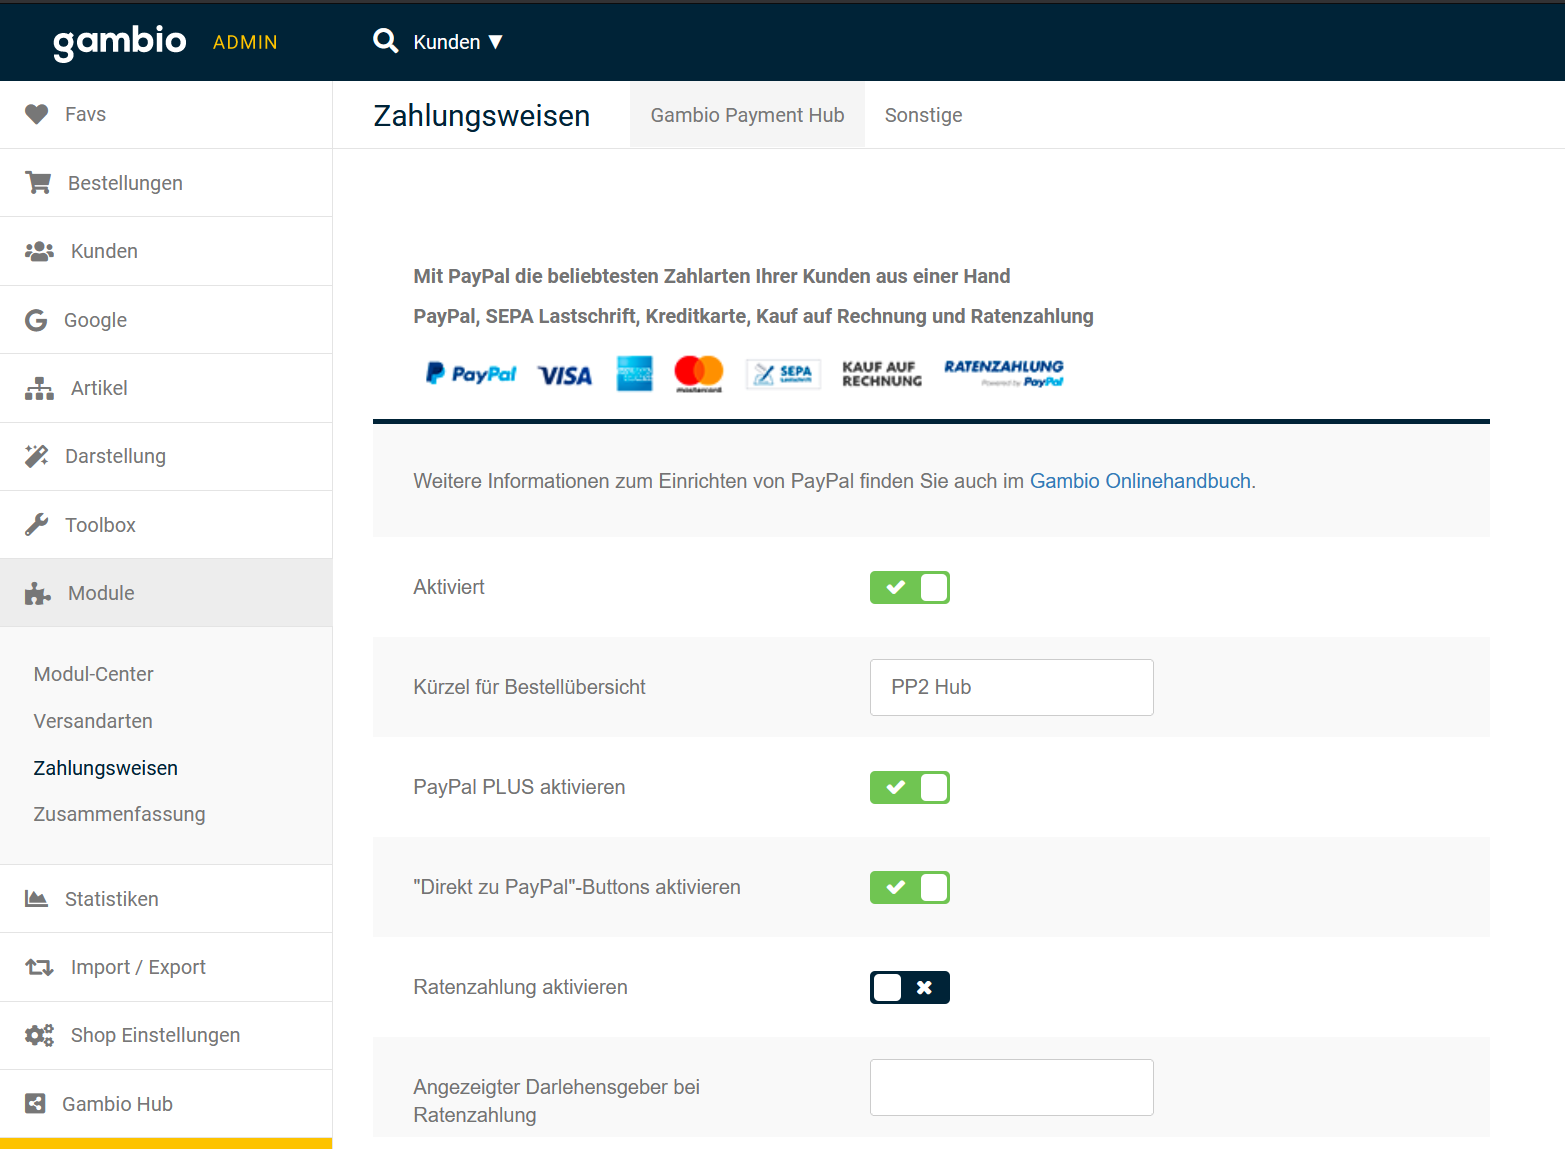 gambio ADMIN
Kunden ▼
Favs
Bestellungen
Kunden
Google
Artikel
Darstellung
Toolbox
Module
Modul-Center
Versandarten
Zahlungsweisen
Zusammenfassung
Statistiken
Import / Export
Shop Einstellungen
Gambio Hub
Zahlungsweisen
Gambio Payment Hub
Sonstige
Mit PayPal die beliebtesten Zahlarten Ihrer Kunden aus einer Hand
PayPal, SEPA Lastschrift, Kreditkarte, Kauf auf Rechnung und Ratenzahlung
PayPal
VISA
mastercard
SEPA
Lastschrift
KAUF AUF
RECHNUNG
RATENZAHLUNG
Powered by PayPal
Weitere Informationen zum Einrichten von PayPal finden Sie auch im Gambio Onlinehandbuch.
Aktiviert
Kürzel für Bestellübersicht
PP2 Hub
PayPal PLUS aktivieren
"Direkt zu PayPal"-Buttons aktivieren
Ratenzahlung aktivieren
Angezeigter Darlehensgeber bei
Ratenzahlung